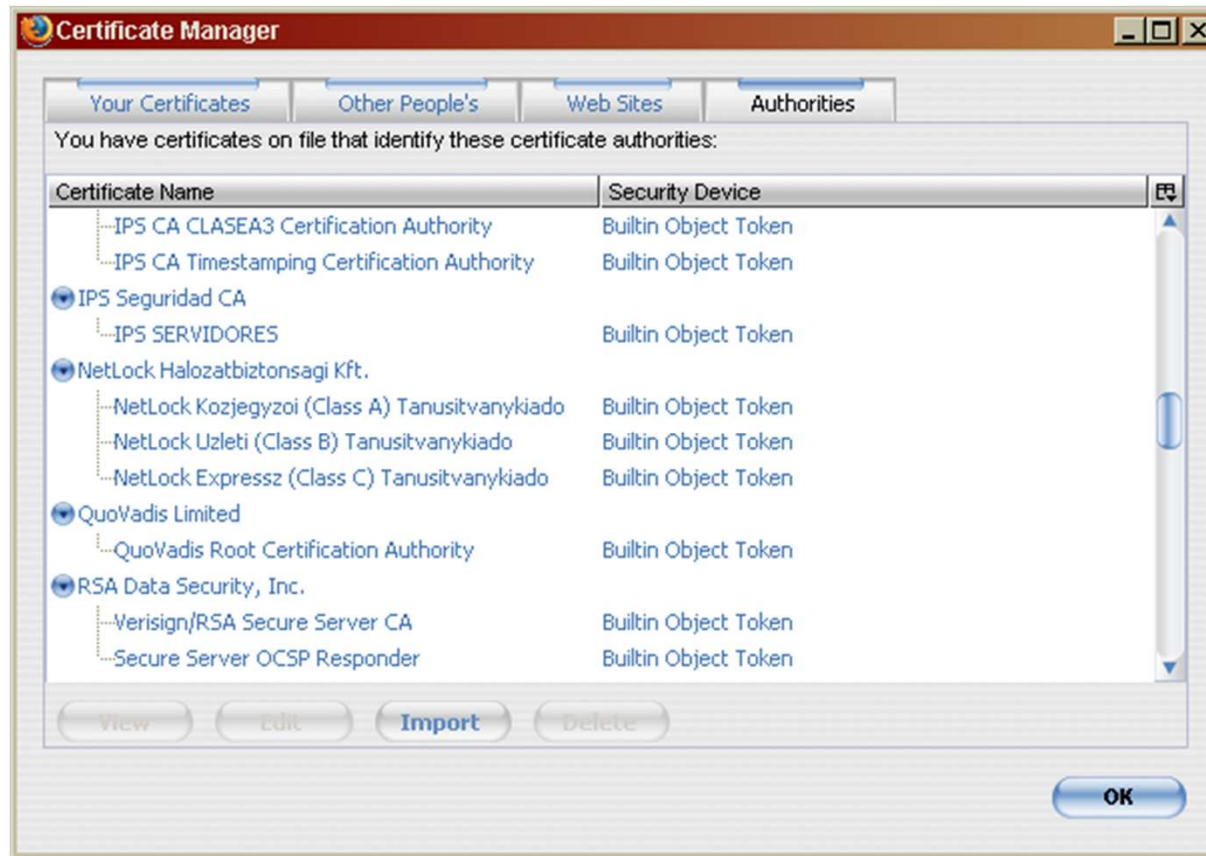 Certificate Manager
Your Certificates Other People's Web Sites Authorities
You have certificates on file that identify these certificate authorities:
Certificate Name Security Device
IPS CA CLASEA3 Certification Authority Builtin Object Token
IPS CA Timestamping Certification Authority Builtin Object Token
IPS Seguridad CA
IPS SERVIDORES Builtin Object Token
NetLock Halozatbiztonsagi Kft.
NetLock Kozjegyzoi (Class A) Tanusitvanykiado Builtin Object Token
NetLock Uzleti (Class B) Tanusitvanykiado Builtin Object Token
NetLock Expressz (Class C) Tanusitvanykiado Builtin Object Token
QuoVadis Limited
QuoVadis Root Certification Authority Builtin Object Token
RSA Data Security, Inc.
Verisign/RSA Secure Server CA Builtin Object Token
Secure Server OCSP Responder Builtin Object Token
View Edit Import Delete
OK